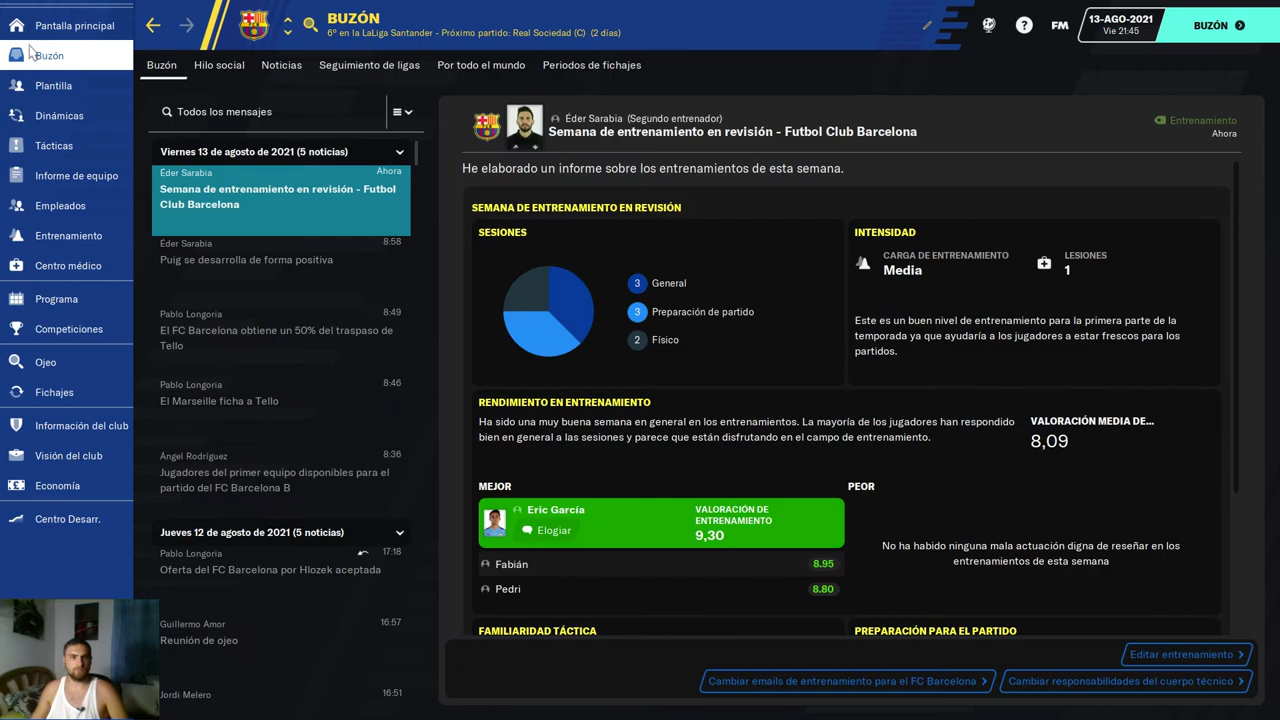 Pantalla principal
Buzón
Plantilla
Dinámicas
Tácticas
Informe de equipo
Empleados
Entrenamiento
Centro médico
Programa
Competiciones
Ojeo
Fichajes
Información del club
Visión del club
Economía
Centro Desarr.
BUZÓN
6º en la LaLiga Santander - Próximo partido: Real Sociedad (C) (2 días)
FM
13-AGO-2021
Vie 21:45
BUZÓN
Buzón
Hilo social
Noticias
Seguimiento de ligas
Por todo el mundo
Periodos de fichajes
Todos los mensajes
Viernes 13 de agosto de 2021 (5 noticias)
Éder Sarabia
Ahora
Semana de entrenamiento en revisión - Futbol
Club Barcelona
Éder Sarabia
8:58
Puig se desarrolla de forma positiva
Pablo Longoria
8:49
El FC Barcelona obtiene un 50% del traspaso de
Tello
Pablo Longoria
8:46
El Marseille ficha a Tello
Ángel Rodríguez
8:36
Jugadores del primer equipo disponibles para el
partido del FC Barcelona B
Jueves 12 de agosto de 2021 (5 noticias)
Pablo Longoria
17:18
Oferta del FC Barcelona por Hlozek aceptada
Guillermo Amor
16:57
Reunión de ojeo
Jordi Melero
16:51
Éder Sarabia (Segundo entrenador)
Semana de entrenamiento en revisión - Futbol Club Barcelona
Entrenamiento
Ahora
He elaborado un informe sobre los entrenamientos de esta semana.
SEMANA DE ENTRENAMIENTO EN REVISIÓN
SESIONES
3 General
3 Preparación de partido
2 Físico
INTENSIDAD
CARGA DE ENTRENAMIENTO
Media
LESIONES
1
Este es un buen nivel de entrenamiento para la primera parte de la
temporada ya que ayudaría a los jugadores a estar frescos para los
partidos.
RENDIMIENTO EN ENTRENAMIENTO
Ha sido una muy buena semana en general en los entrenamientos. La mayoría de los jugadores han respondido
bien en general a las sesiones y parece que están disfrutando en el campo de entrenamiento.
VALORACIÓN MEDIA DE...
8,09
MEJOR
Eric García
Elogiar
VALORACIÓN DE
ENTRENAMIENTO
9,30
Fabián
8.95
Pedri
8.80
PEOR
No ha habido ninguna mala actuación digna de reseñar en los
entrenamientos de esta semana
FAMILIARIDAD TÁCTICA
PREPARACIÓN PARA EL PARTIDO
Editar entrenamiento
Cambiar emails de entrenamiento para el FC Barcelona
Cambiar responsabilidades del cuerpo técnico